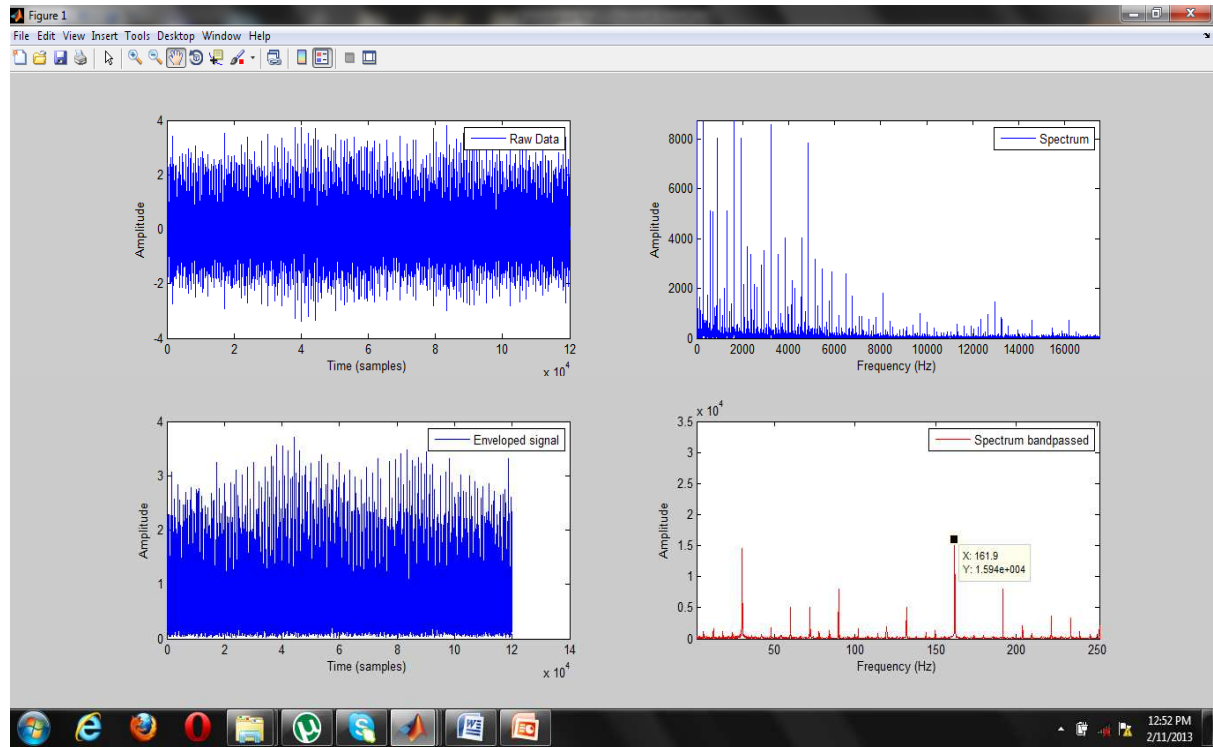 Figure 1
File Edit View Insert Tools Desktop Window Help
4
2
0
-2
-4
Amplitude
Raw Data
0 2 4 6 8 10 12
Time (samples)
x 10^4
8000
6000
4000
2000
0
Amplitude
Spectrum
0 2000 4000 6000 8000 10000 12000 14000 16000
Frequency (Hz)
4
3
2
1
0
Amplitude
Enveloped signal
0 2 4 6 8 10 12 14
Time (samples)
x 10^4
x 10^4
3.5
3
2.5
2
1.5
1
0.5
0
Amplitude
Spectrum bandpassed
X: 161.9
Y: 1.594e+004
50 100 150 200 250
Frequency (Hz)
12:52 PM
2/11/2013